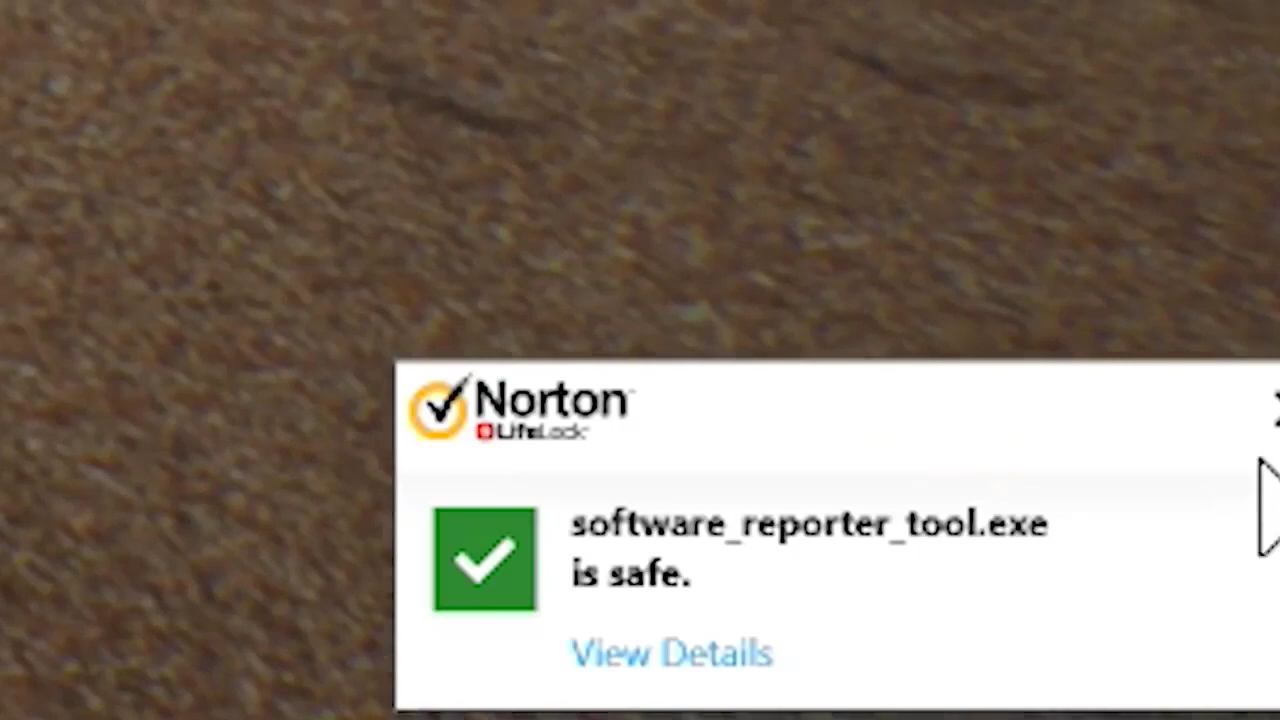 Norton
LifeLock
software_reporter_tool.exe
is safe.
View Details